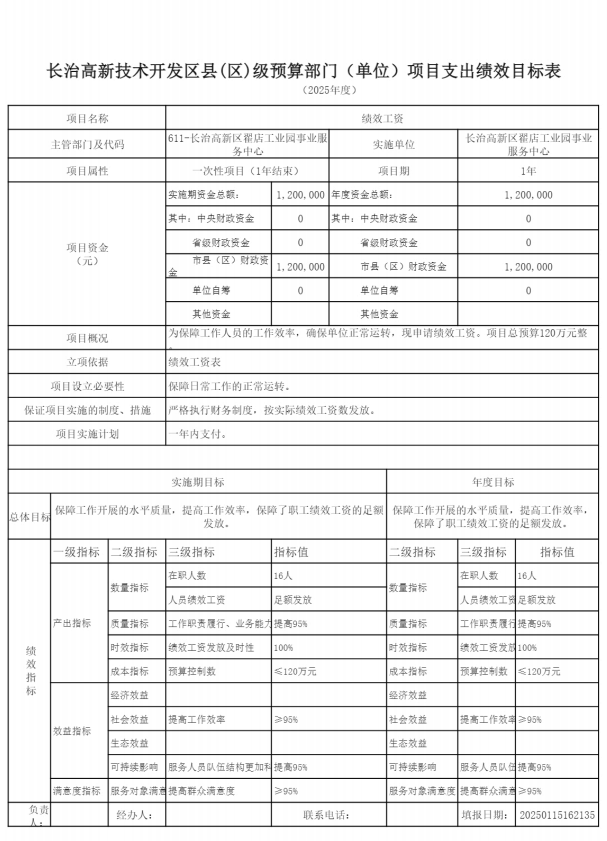 长治高新技术开发区县(区)级预算部门（单位）项目支出绩效目标表
（2025年度）
项目名称 绩效工资
主管部门及代码 611-长治高新区翟店工业园事业服务中心 实施单位 长治高新区翟店工业园事业服务中心
项目属性 一次性项目（1年结束） 项目期 1年
项目资金（元） 实施期资金总额： 1,200,000 年度资金总额： 1,200,000
其中：中央财政资金 0 其中：中央财政资金 0
省级财政资金 0 省级财政资金 0
市县（区）财政资金 1,200,000 市县（区）财政资金 1,200,000
单位自筹 0 单位自筹 0
其他资金 其他资金
项目概况 为保障工作人员的工作效率，确保单位正常运转，现申请绩效工资。项目总预算120万元整。
立项依据 绩效工资表
项目设立必要性 保障日常工作的正常运转。
保证项目实施的制度、措施 严格执行财务制度，按实际绩效工资数发放。
项目实施计划 一年内支付。
实施期目标 年度目标
总体目标 保障工作开展的水平质量，提高工作效率，保障了职工绩效工资的足额发放。 保障工作开展的水平质量，提高工作效率，保障了职工绩效工资的足额发放。
绩效指标 一级指标 二级指标 三级指标 指标值 二级指标 三级指标 指标值
产出指标 数量指标 在职人数 16人 数量指标 在职人数 16人
人员绩效工资 足额发放 人员绩效工资 足额发放
质量指标 工作职责履行、业务能力 提高95% 质量指标 工作职责履行 提高95%
时效指标 绩效工资发放及时性 100% 时效指标 绩效工资发放 100%
成本指标 预算控制数 ≤120万元 成本指标 预算控制数 ≤120万元
效益指标 经济效益 经济效益
社会效益 提高工作效率 ≥95% 社会效益 提高工作效率 ≥95%
生态效益 生态效益
可持续影响 服务人员队伍结构更加科 提高95% 可持续影响 服务人员队伍 提高95%
满意度指标 服务对象满意 提高群众满意度 ≥95% 服务对象满意 提高群众满意 ≥95%
负责人： 经办人： 联系电话： 填报日期： 20250115162135